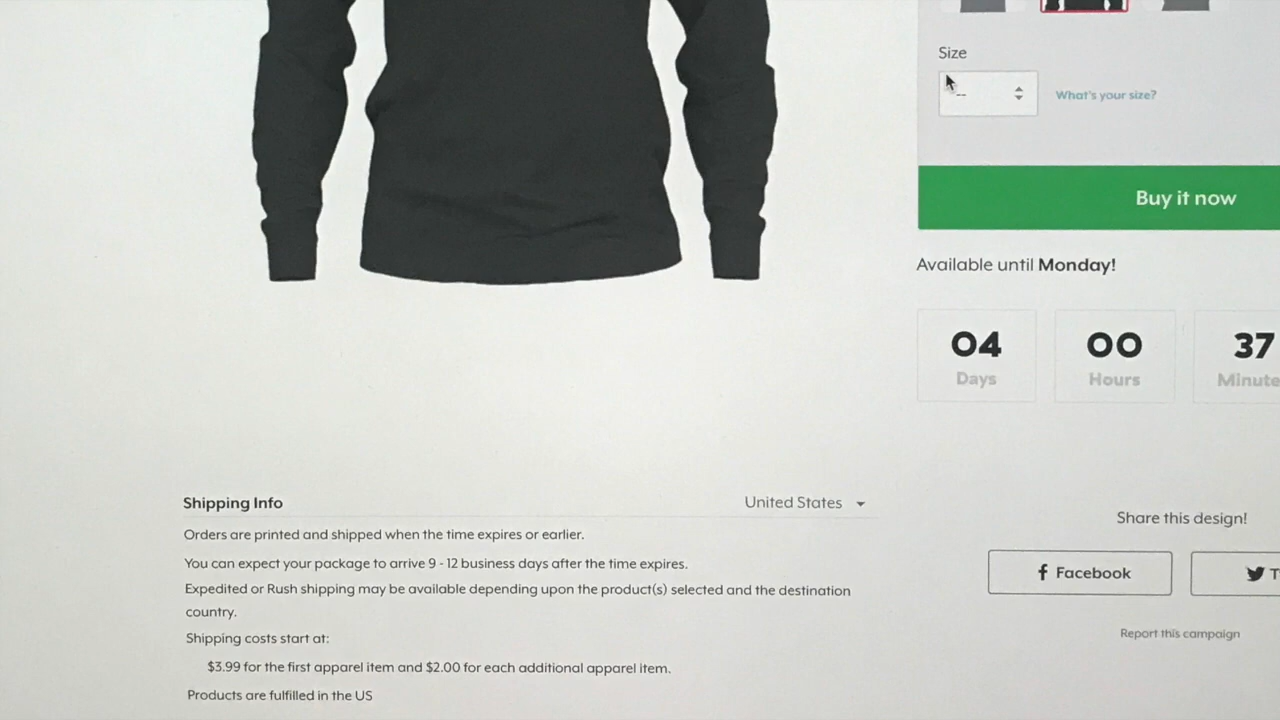 Size
--
What's your size?
Buy it now
Available until Monday!
04
Days
00
Hours
37
Minute
Shipping Info
United States
Orders are printed and shipped when the time expires or earlier.
You can expect your package to arrive 9 - 12 business days after the time expires.
Expedited or Rush shipping may be available depending upon the product(s) selected and the destination
country.
Shipping costs start at:
$3.99 for the first apparel item and $2.00 for each additional apparel item.
Products are fulfilled in the US
Share this design!
f Facebook
T
Report this campaign